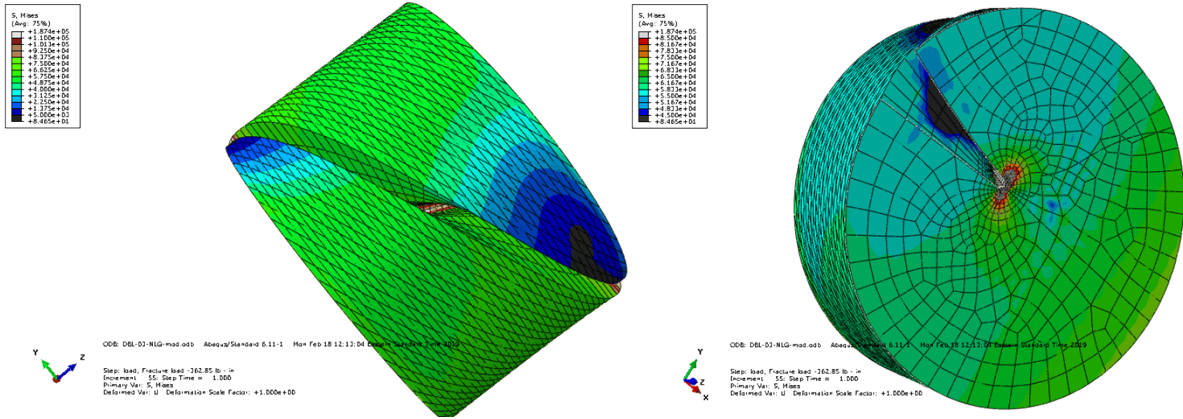 S, Mises
(Avg: 75%)
+1.874e+05
+1.100e+05
+1.013e+05
+9.250e+04
+8.375e+04
+7.500e+04
+6.625e+04
+5.750e+04
+4.875e+04
+4.000e+04
+3.125e+04
+2.250e+04
+1.375e+04
+5.000e+03
+8.465e+01
Y
Z
ODB: DBL-D3-NLG-mod.odb Abaqus/Standard 6.11-1 Mon Feb 18 12:13:04 Eastern Standard Time 2019
Step: load, Fracture load -362.85 lb - in
Increment 55: Step Time = 1.000
Primary Var: S, Mises
Deformed Var: U Deformation Scale Factor: +1.000e+00
S, Mises
(Avg: 75%)
+1.874e+05
+8.500e+04
+8.167e+04
+7.833e+04
+7.500e+04
+7.167e+04
+6.833e+04
+6.500e+04
+6.167e+04
+5.833e+04
+5.500e+04
+5.167e+04
+4.833e+04
+4.500e+04
+8.465e+01
Y
Z
X
ODB: DBL-D3-NLG-mod.odb Abaqus/Standard 6.11-1 Mon Feb 18 12:13:04 Eastern Standard Time 2019
Step: load, Fracture load -362.85 lb - in
Increment 55: Step Time = 1.000
Primary Var: S, Mises
Deformed Var: U Deformation Scale Factor: +1.000e+00